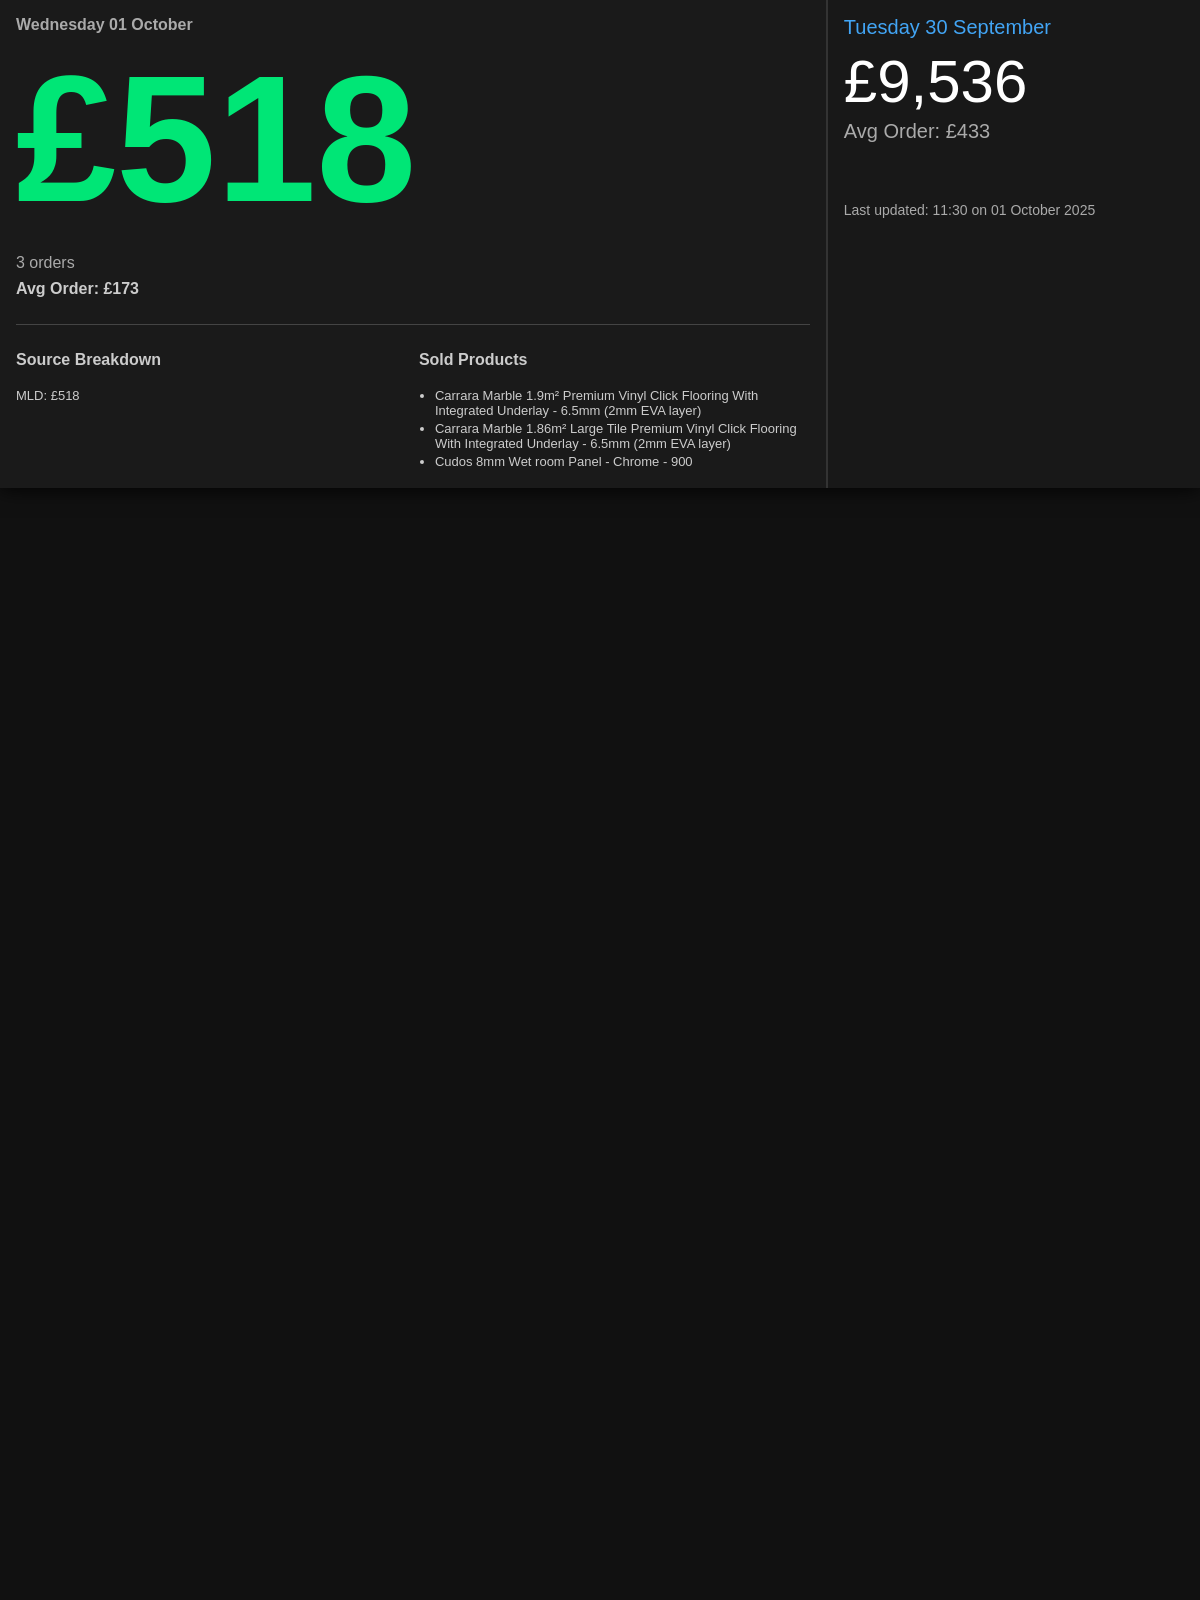 Wednesday 01 October
£518
3 orders
Avg Order: £173
Source Breakdown
MLD: £518
Sold Products
• Carrara Marble 1.9m² Premium Vinyl Click Flooring With
Integrated Underlay - 6.5mm (2mm EVA layer)
• Carrara Marble 1.86m² Large Tile Premium Vinyl Click Flooring
With Integrated Underlay - 6.5mm (2mm EVA layer)
• Cudos 8mm Wet room Panel - Chrome - 900
Tuesday 30 September
£9,536
Avg Order: £433
Last updated: 11:30 on 01 October 2025